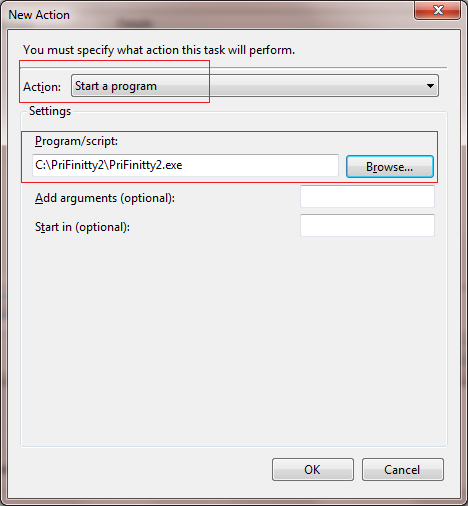 New Action
You must specify what action this task will perform.
Action: Start a program
Settings
Program/script:
C:\PriFinitty2\PriFinitty2.exe Browse...
Add arguments (optional):
Start in (optional):
OK Cancel